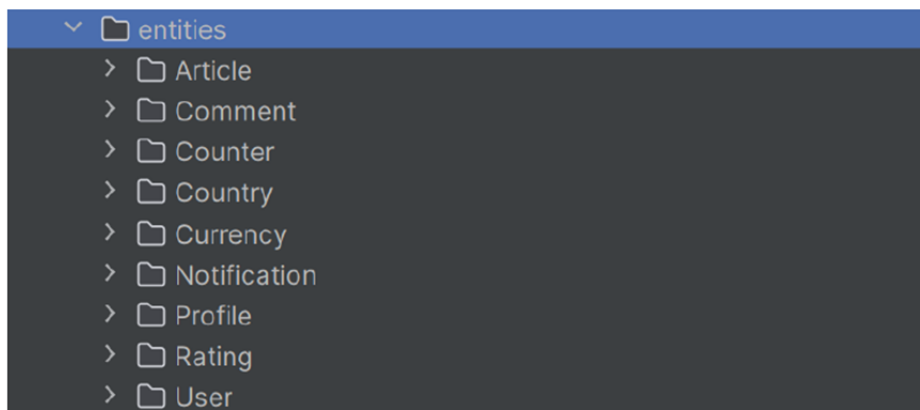 entities
Article
Comment
Counter
Country
Currency
Notification
Profile
Rating
User